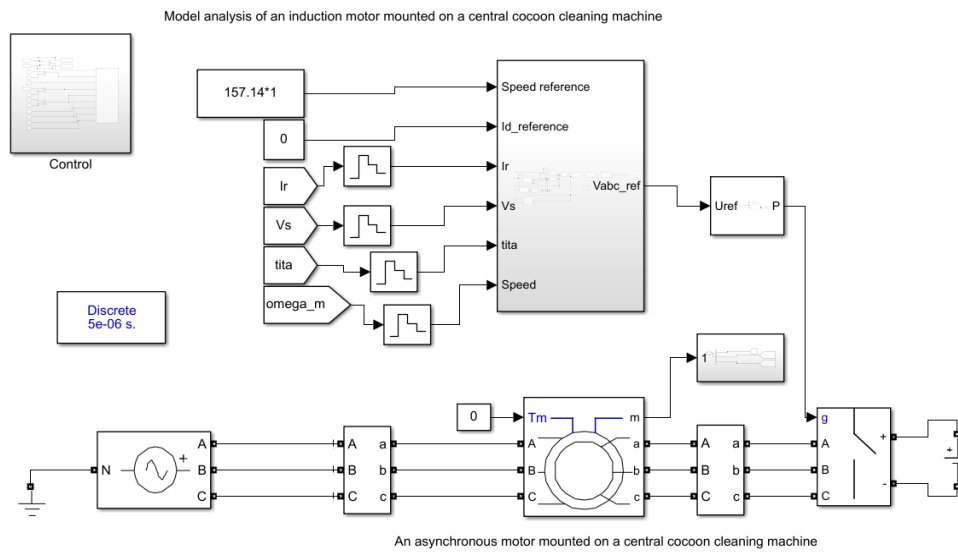 Model analysis of an induction motor mounted on a central cocoon cleaning machine
Control
157.14*1
0
Ir
Vs
tita
omega_m
Speed reference
Id_reference
Ir
Vs
tita
Speed
Vabc_ref
Uref P
Discrete
5e-06 s.
1
0
Tm m
g
N
+
A
B
C
A a
B b
C c
A a
B b
C c
A a
B b
C c
A
B
C
+
-
+
An asynchronous motor mounted on a central cocoon cleaning machine